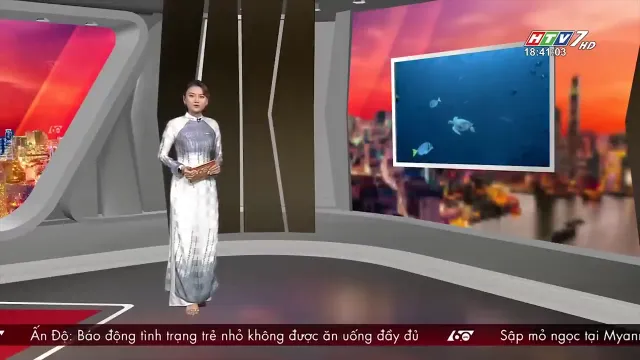 HTV7 HD
18:41:03
Ấn Độ: Báo động tình trạng trẻ nhỏ không được ăn uống đầy đủ
60
Sập mỏ ngọc tại Myan